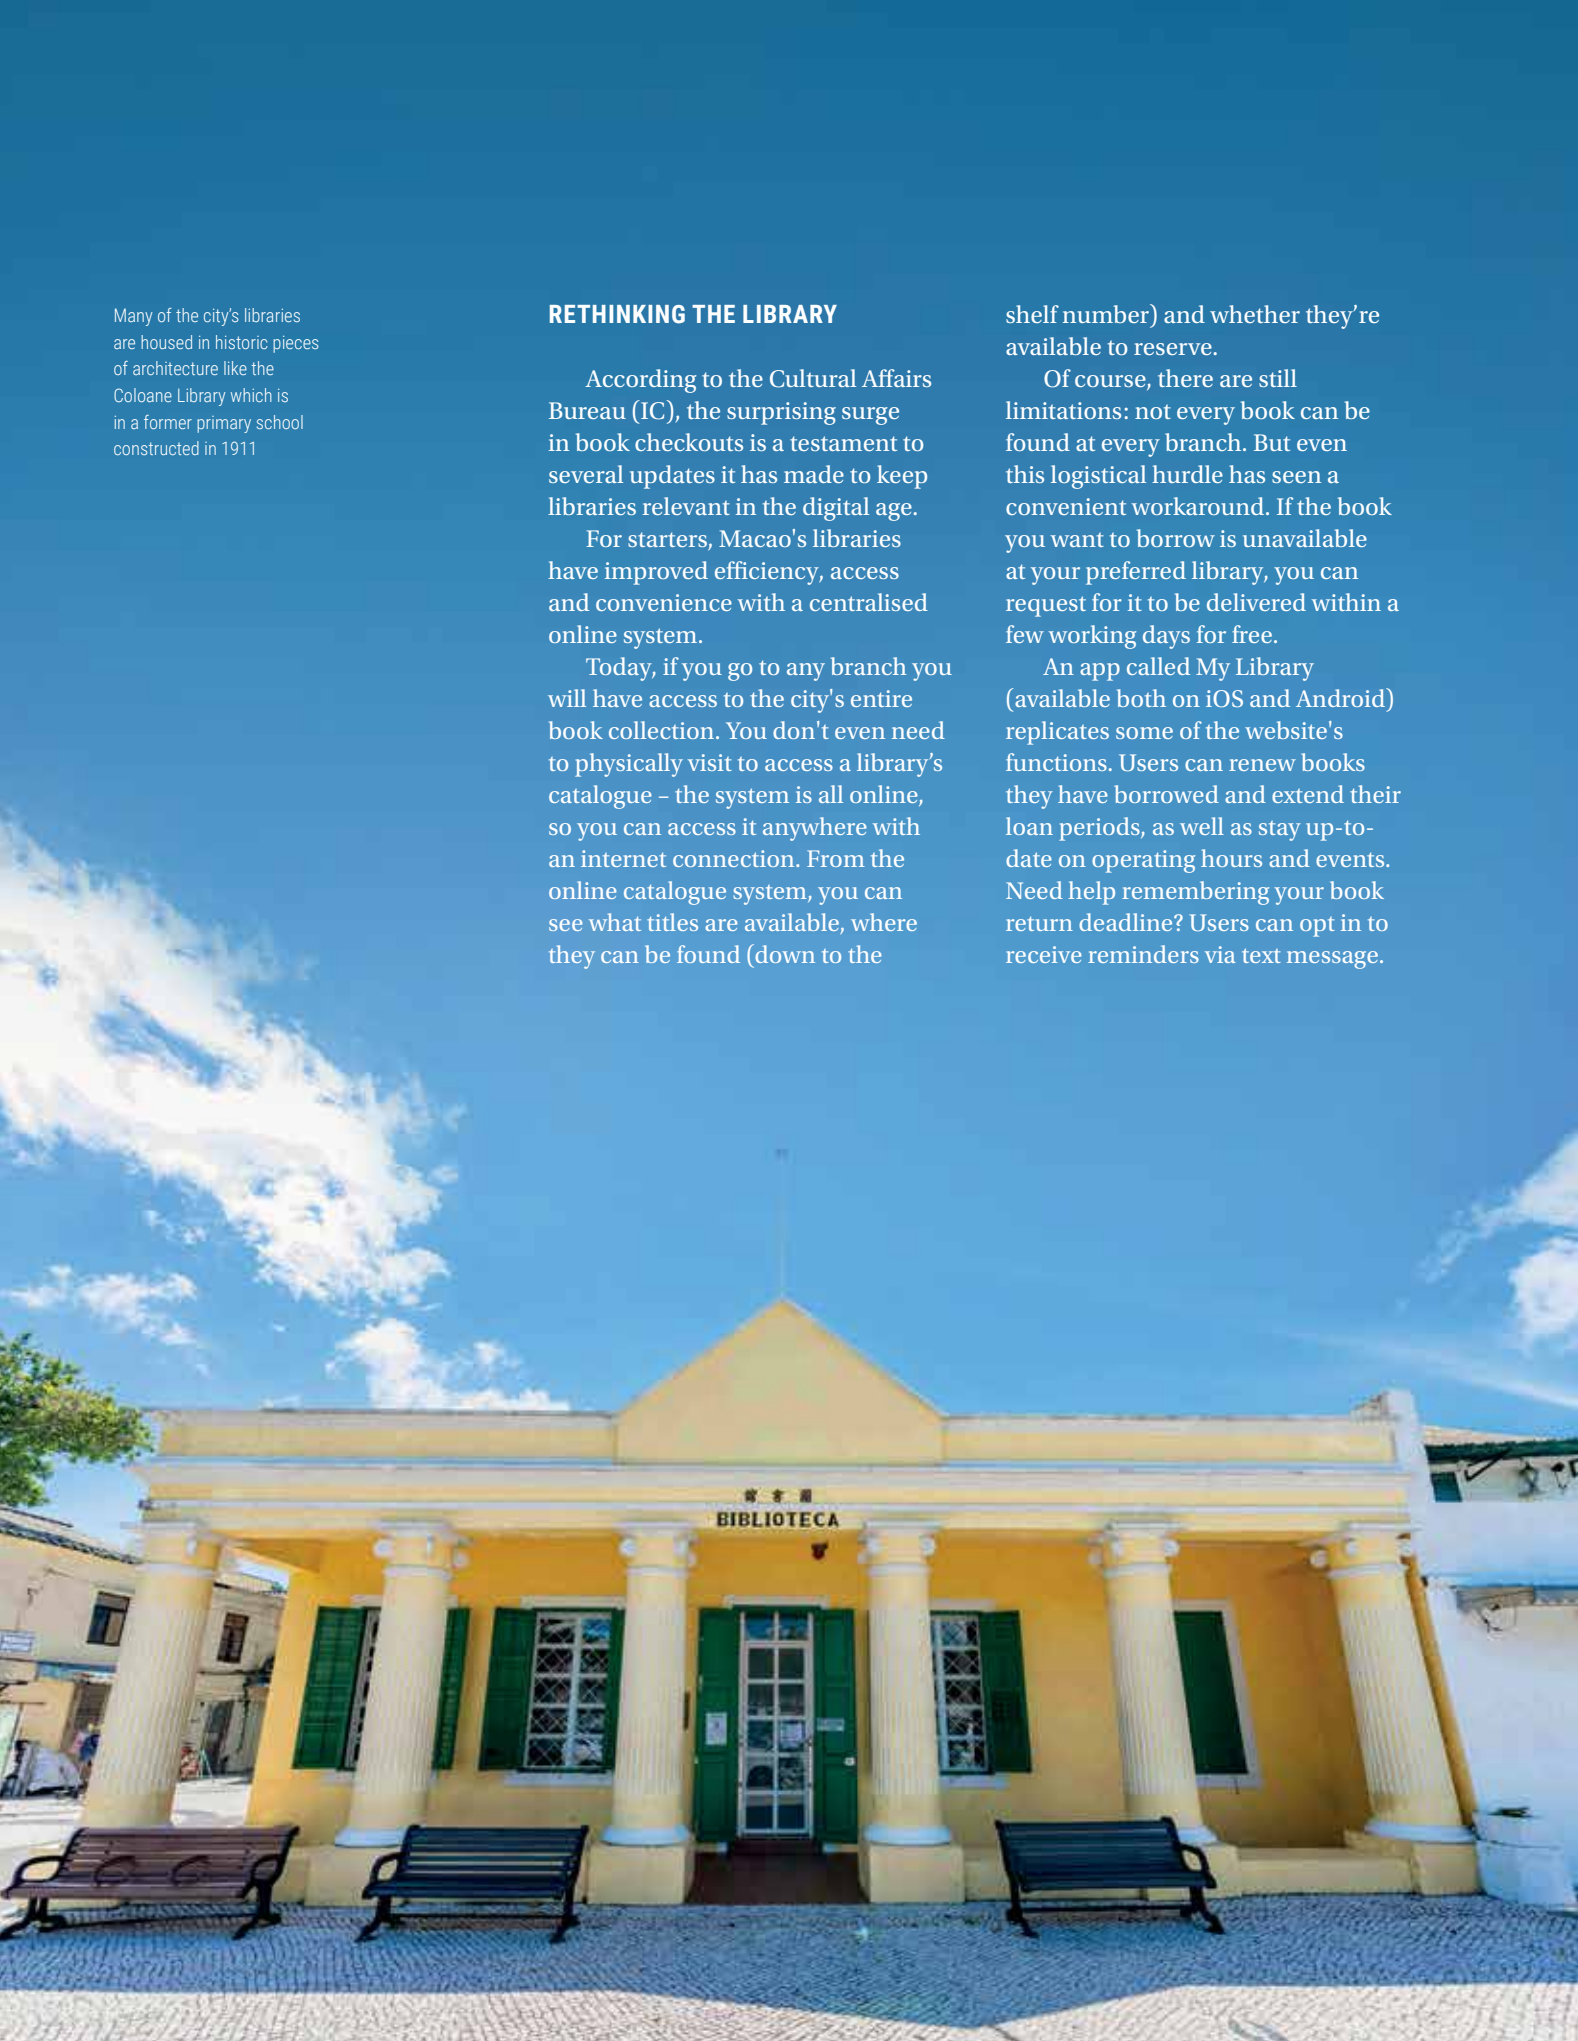 Many of the city's libraries
are housed in historic pieces
of architecture like the
Coloane Library which is
in a former primary school
constructed in 1911
RETHINKING THE LIBRARY
According to the Cultural Affairs
Bureau (IC), the surprising surge
in book checkouts is a testament to
several updates it has made to keep
libraries relevant in the digital age.
For starters, Macao's libraries
have improved efficiency, access
and convenience with a centralised
online system.
Today, if you go to any branch you
will have access to the city's entire
book collection. You don't even need
to physically visit to access a library’s
catalogue – the system is all online,
so you can access it anywhere with
an internet connection. From the
online catalogue system, you can
see what titles are available, where
they can be found (down to the
shelf number) and whether they’re
available to reserve.
Of course, there are still
limitations: not every book can be
found at every branch. But even
this logistical hurdle has seen a
convenient workaround. If the book
you want to borrow is unavailable
at your preferred library, you can
request for it to be delivered within a
few working days for free.
An app called My Library
(available both on iOS and Android)
replicates some of the website's
functions. Users can renew books
they have borrowed and extend their
loan periods, as well as stay up-to-
date on operating hours and events.
Need help remembering your book
return deadline? Users can opt in to
receive reminders via text message.
館書圖
BIBLIOTECA